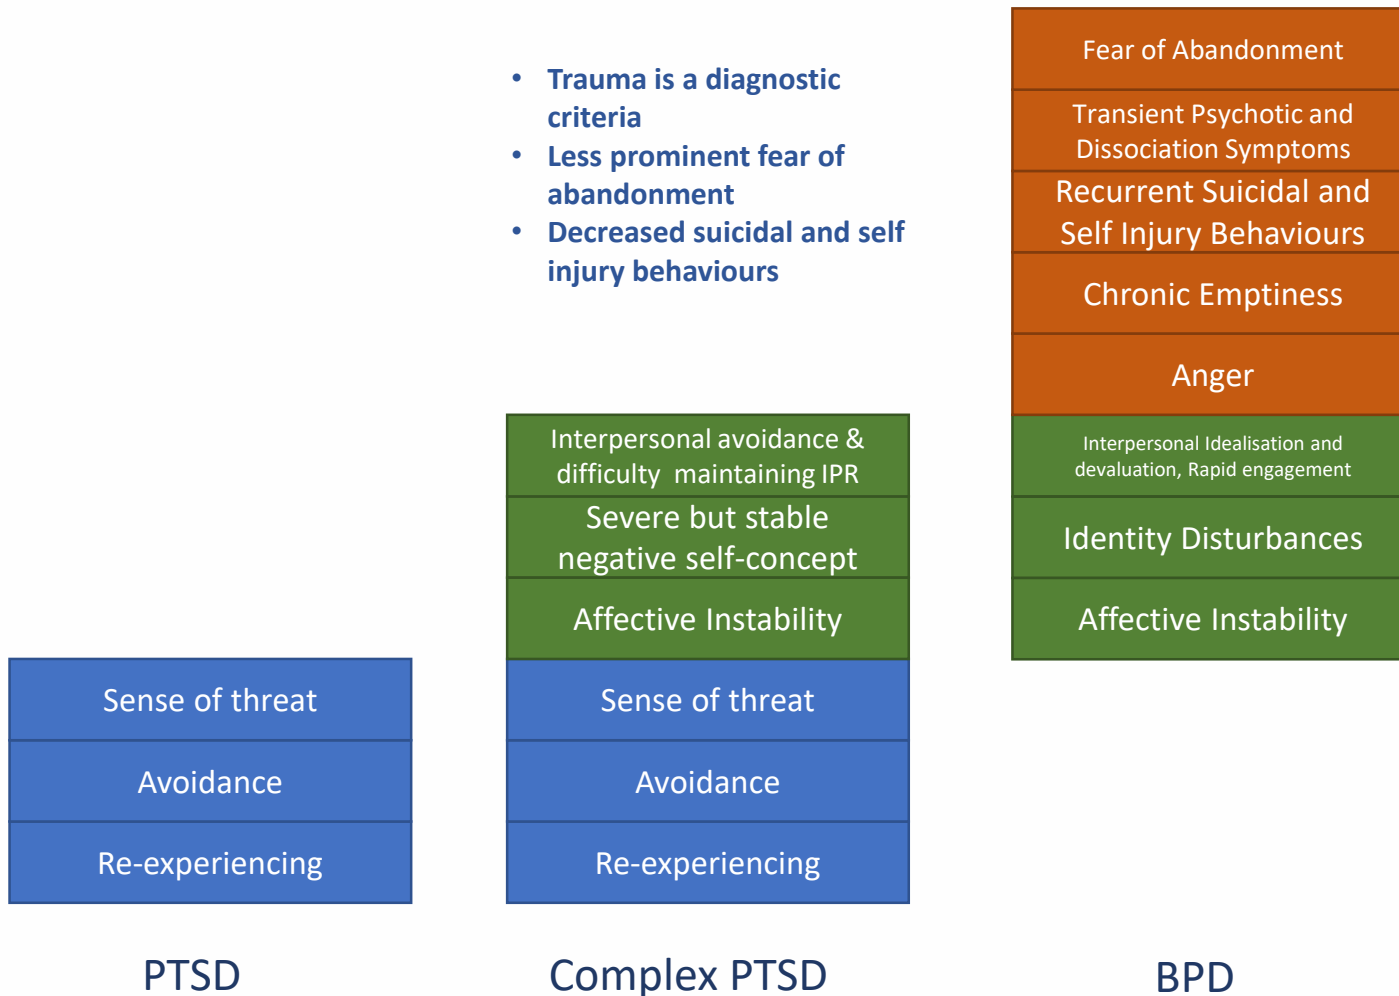 • Trauma is a diagnostic
criteria
• Less prominent fear of
abandonment
• Decreased suicidal and self
injury behaviours
Sense of threat
Avoidance
Re-experiencing
PTSD
Interpersonal avoidance &
difficulty maintaining IPR
Severe but stable
negative self-concept
Affective Instability
Sense of threat
Avoidance
Re-experiencing
Complex PTSD
Fear of Abandonment
Transient Psychotic and
Dissociation Symptoms
Recurrent Suicidal and
Self Injury Behaviours
Chronic Emptiness
Anger
Interpersonal Idealisation and
devaluation, Rapid engagement
Identity Disturbances
Affective Instability
BPD